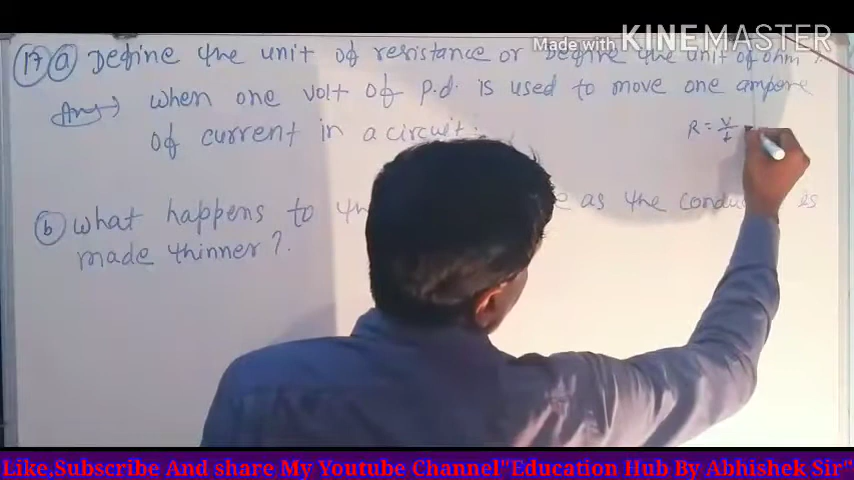 Made with KINEMASTER
17 a Define the unit of resistance or Define the unit of ohm?
Ans→ when one volt of p.d. is used to move one ampere
of current in a circuit.
R = V/I
b What happens to the as the is
made thinner?
Like,Subscribe And share My Youtube Channel"Education Hub By Abhishek Sir"